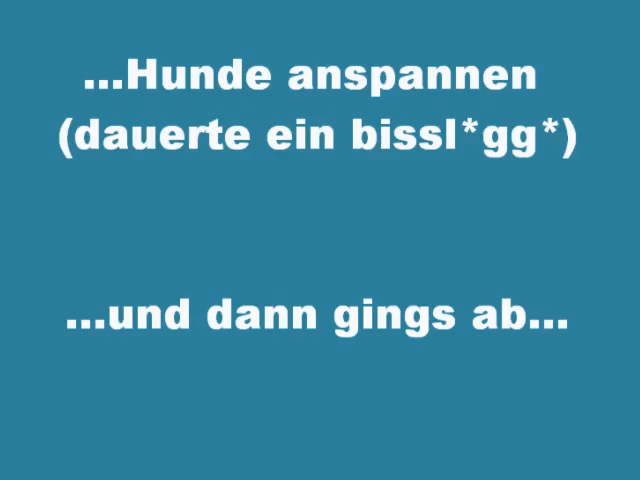 ...Hunde anspannen
(dauerte ein bissl*gg*)
...und dann gings ab...